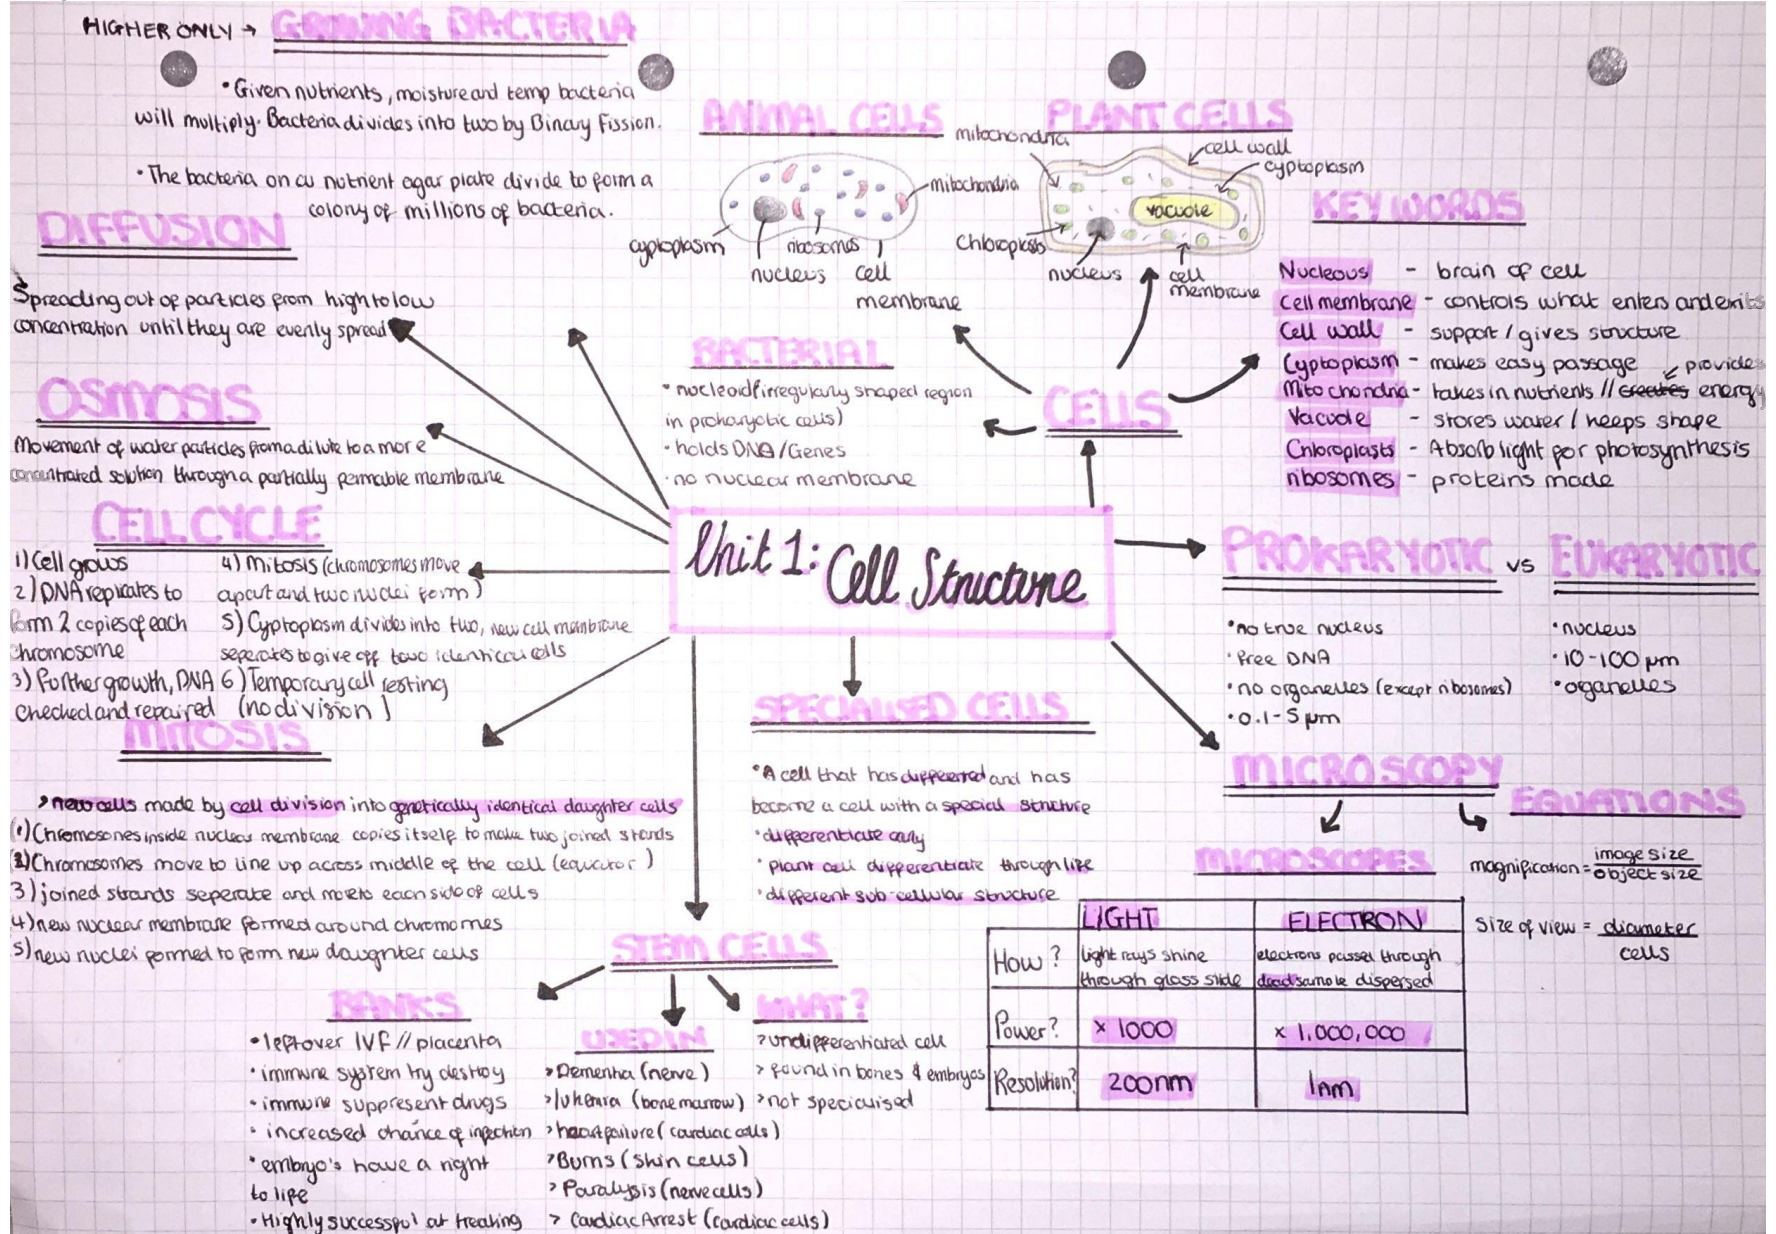 HIGHER ONLY → GROWING BACTERIA
• Given nutrients, moisture and temp bacteria
will multiply. Bacteria divides into two by Binary Fission.
• The bacteria on a nutrient agar plate divide to form a
colony of millions of bacteria.
DIFFUSION
Spreading out of particles from high to low
concentration until they are evenly spread
OSMOSIS
Movement of water particles from a dilute to a more
concentrated solution through a partially permable membrane
CELL CYCLE
1) Cell grows
2) DNA replicates to
form 2 copies of each
chromosome
3) Further growth, DNA
checked and repaired
4) Mitosis (chromosomes move
apart and two nuclei form)
5) Cyptoplasm divides into two, new cell membrane
seperates to give off two identical cells
6) Temporary cell resting
(no division)
MITOSIS
> new cells made by cell division into genetically identical daughter cells
(1) Chromosones inside nuclear membrane copies itself to make two joined strands
(2) Chromosomes move to line up across middle of the cell (equator)
3) joined strands seperate and move to each side of cells
4) new nuclear membrane formed around chromomes
5) new nuclei formed to form new daughter cells
ANIMAL CELLS
mitochondria
cyptoplasm
ribosomes
nucleus
cell
membrane
PLANT CELLS
mitochondria
cell wall
cyptoplasm
vacuole
Chloroplasts
nucleus
cell
membrane
BACTERIAL
• nucleoid (irregularly shaped region
in prokaryotic cells)
• holds DNA / Genes
• no nuclear membrane
CELLS
KEY WORDS
Nucleous - brain of cell
Cell membrane - controls what enters and exits
Cell wall - support / gives structure
Cyptoplasm - makes easy passage
provides
Mitochondria - takes in nutrients // creates energy
Vacuole - stores water / keeps shape
Chloroplasts - Absorb light for photosynthesis
ribosomes - proteins made
Unit 1: Cell Structure
PROKARYOTIC vs EUKARYOTIC
• no true nucleus
• free DNA
• no organelles (except ribosomes)
• 0.1-5 µm
• nucleus
• 10-100 µm
• organelles
SPECIALISED CELLS
• A cell that has and has
become a cell with a special structure
• differentiate early
• plant cell differentiate through life
• different sub-cellular structure
MICROSCOPY
EQUATIONS
magnification = image size
object size
size of view = diameter
cells
MICROSCOPES
LIGHT ELECTRON
How? light rays shine
through glass slide
electrons passed through
dead sample dispersed
Power? × 1000 × 1,000,000
Resolution? 200nm 1nm
STEM CELLS
BANKS
• leftover IVF // placenta
• immune system try destroy
• immune suppresent drugs
• increased chance of infection
• embryo's have a right
to life
• Highly successful at treating
USED IN
> Dementia (nerve)
> (bone marrow)
> heart failure (cardiac cells)
> Burns (skin cells)
> Paralysis (nerve cells)
> Cardiac Arrest (cardiac cells)
WHAT?
> undifferentiated cell
> found in bones & embryos
> not specialised